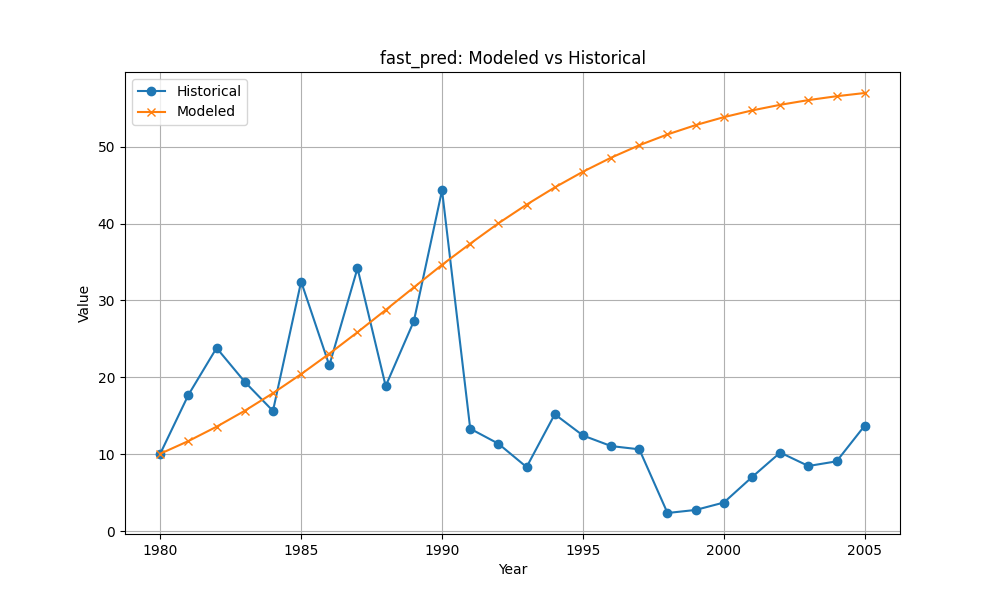 fast_pred: Modeled vs Historical
Historical
Modeled
Value
50
40
30
20
10
0
1980 1985 1990 1995 2000 2005
Year